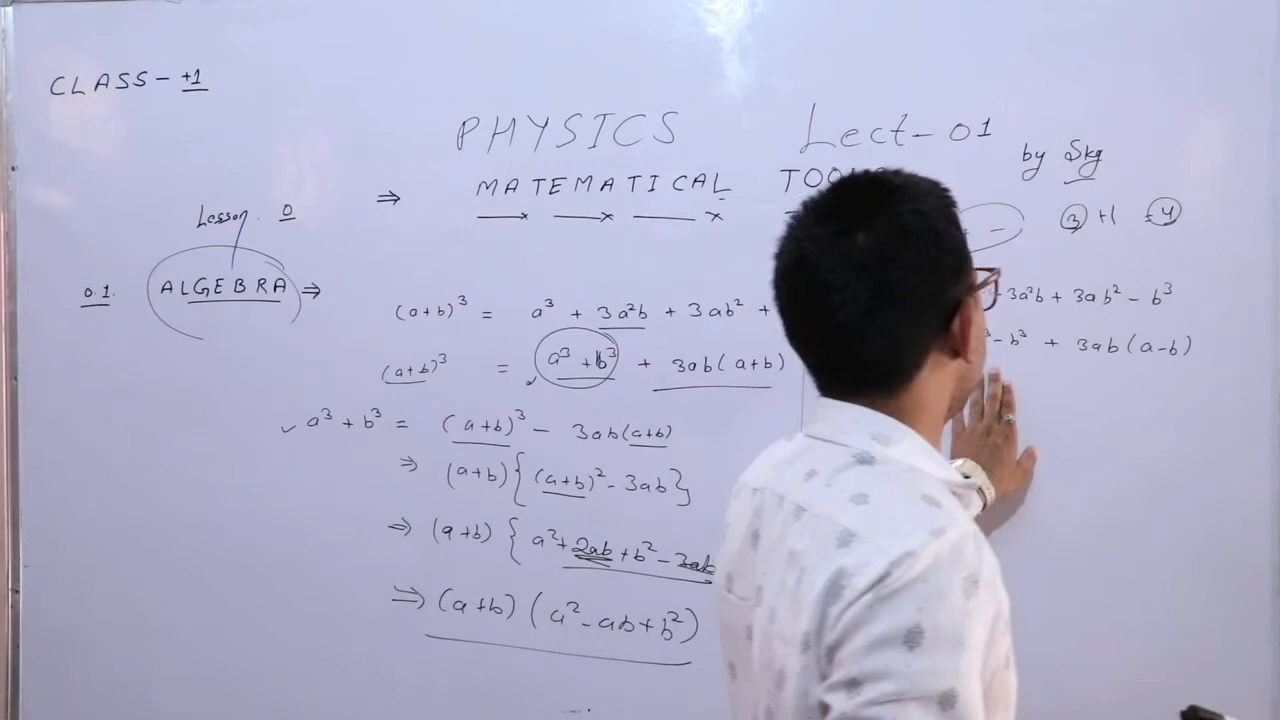 CLASS - +1
PHYSICS Lect-01
by Skg
⇒ MATEMATICAL
Lesson 0
③ +1 = ④
0.1. ALGEBRA ⇒
(a+b)³ = a³ + 3a²b + 3ab² +
3a²b + 3ab² - b³
(a+b)³ = a³ + b³ + 3ab(a+b)
- b³ + 3ab(a-b)
✓ a³ + b³ = (a+b)³ - 3ab(a+b)
⇒ (a+b){(a+b)² - 3ab}
⇒ (a+b) { a² + 2ab + b² - 3ab
⇒ (a+b) (a² - ab + b²)